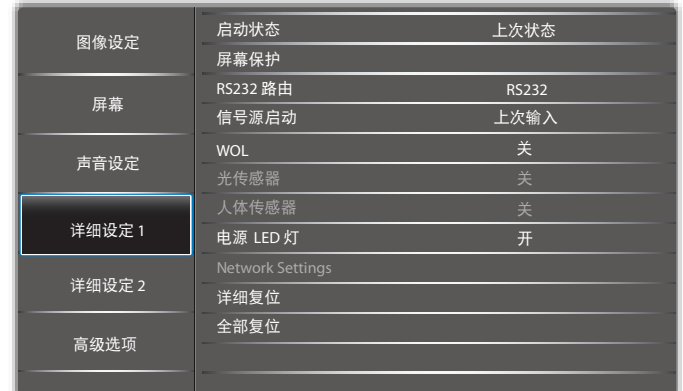 图像设定
屏幕
声音设定
详细设定 1
详细设定 2
高级选项
启动状态 上次状态
屏幕保护
RS232 路由 RS232
信号源启动 上次输入
WOL 关
光传感器 关
人体传感器 关
电源 LED 灯 开
Network Settings
详细复位
全部复位